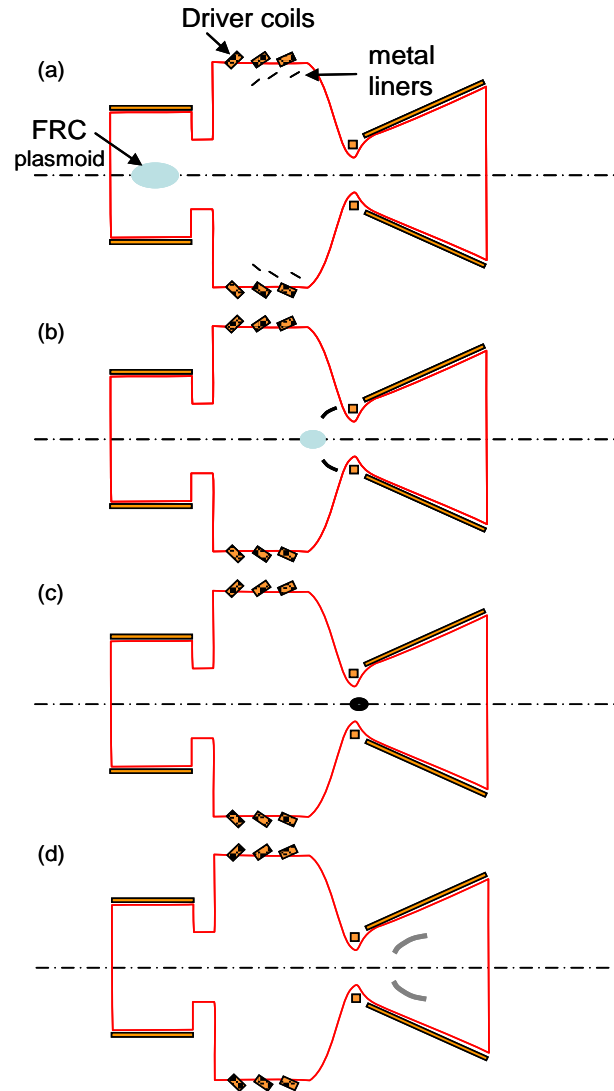 Driver coils
(a)
metal
liners
FRC
plasmoid
(b)
(c)
(d)